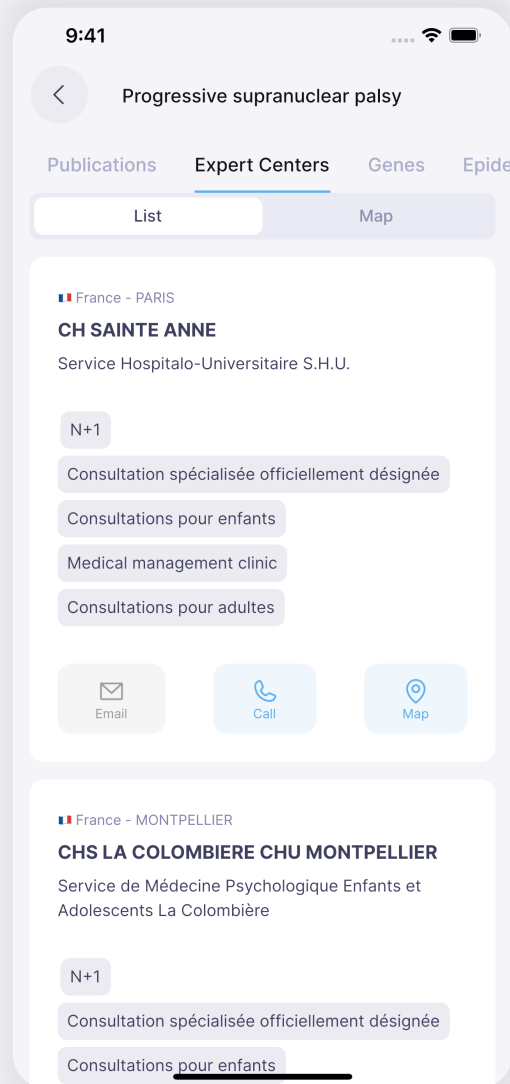 9:41
Progressive supranuclear palsy
Publications Expert Centers Genes Epide
List Map
France - PARIS
CH SAINTE ANNE
Service Hospitalo-Universitaire S.H.U.
N+1
Consultation spécialisée officiellement désignée
Consultations pour enfants
Medical management clinic
Consultations pour adultes
Email Call Map
France - MONTPELLIER
CHS LA COLOMBIERE CHU MONTPELLIER
Service de Médecine Psychologique Enfants et
Adolescents La Colombière
N+1
Consultation spécialisée officiellement désignée
Consultations pour enfants